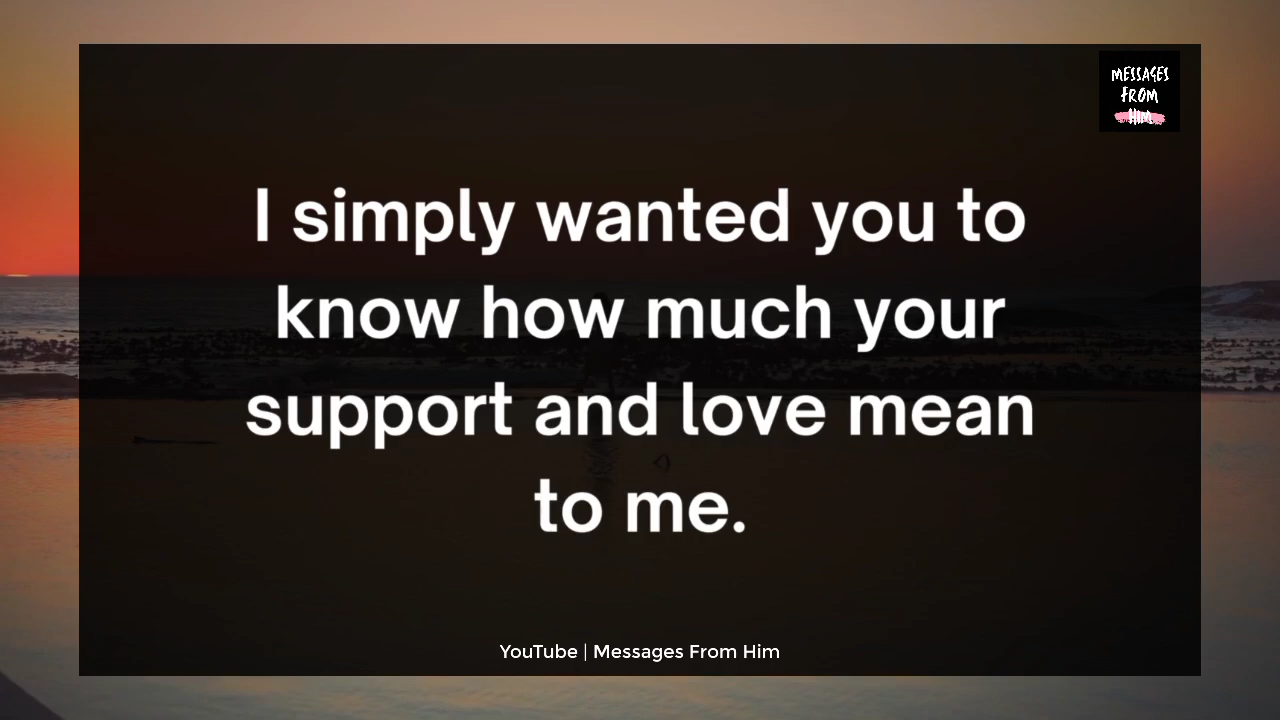 MESSAGES
FROM
HIM
I simply wanted you to
know how much your
support and love mean
to me.
YouTube | Messages From Him